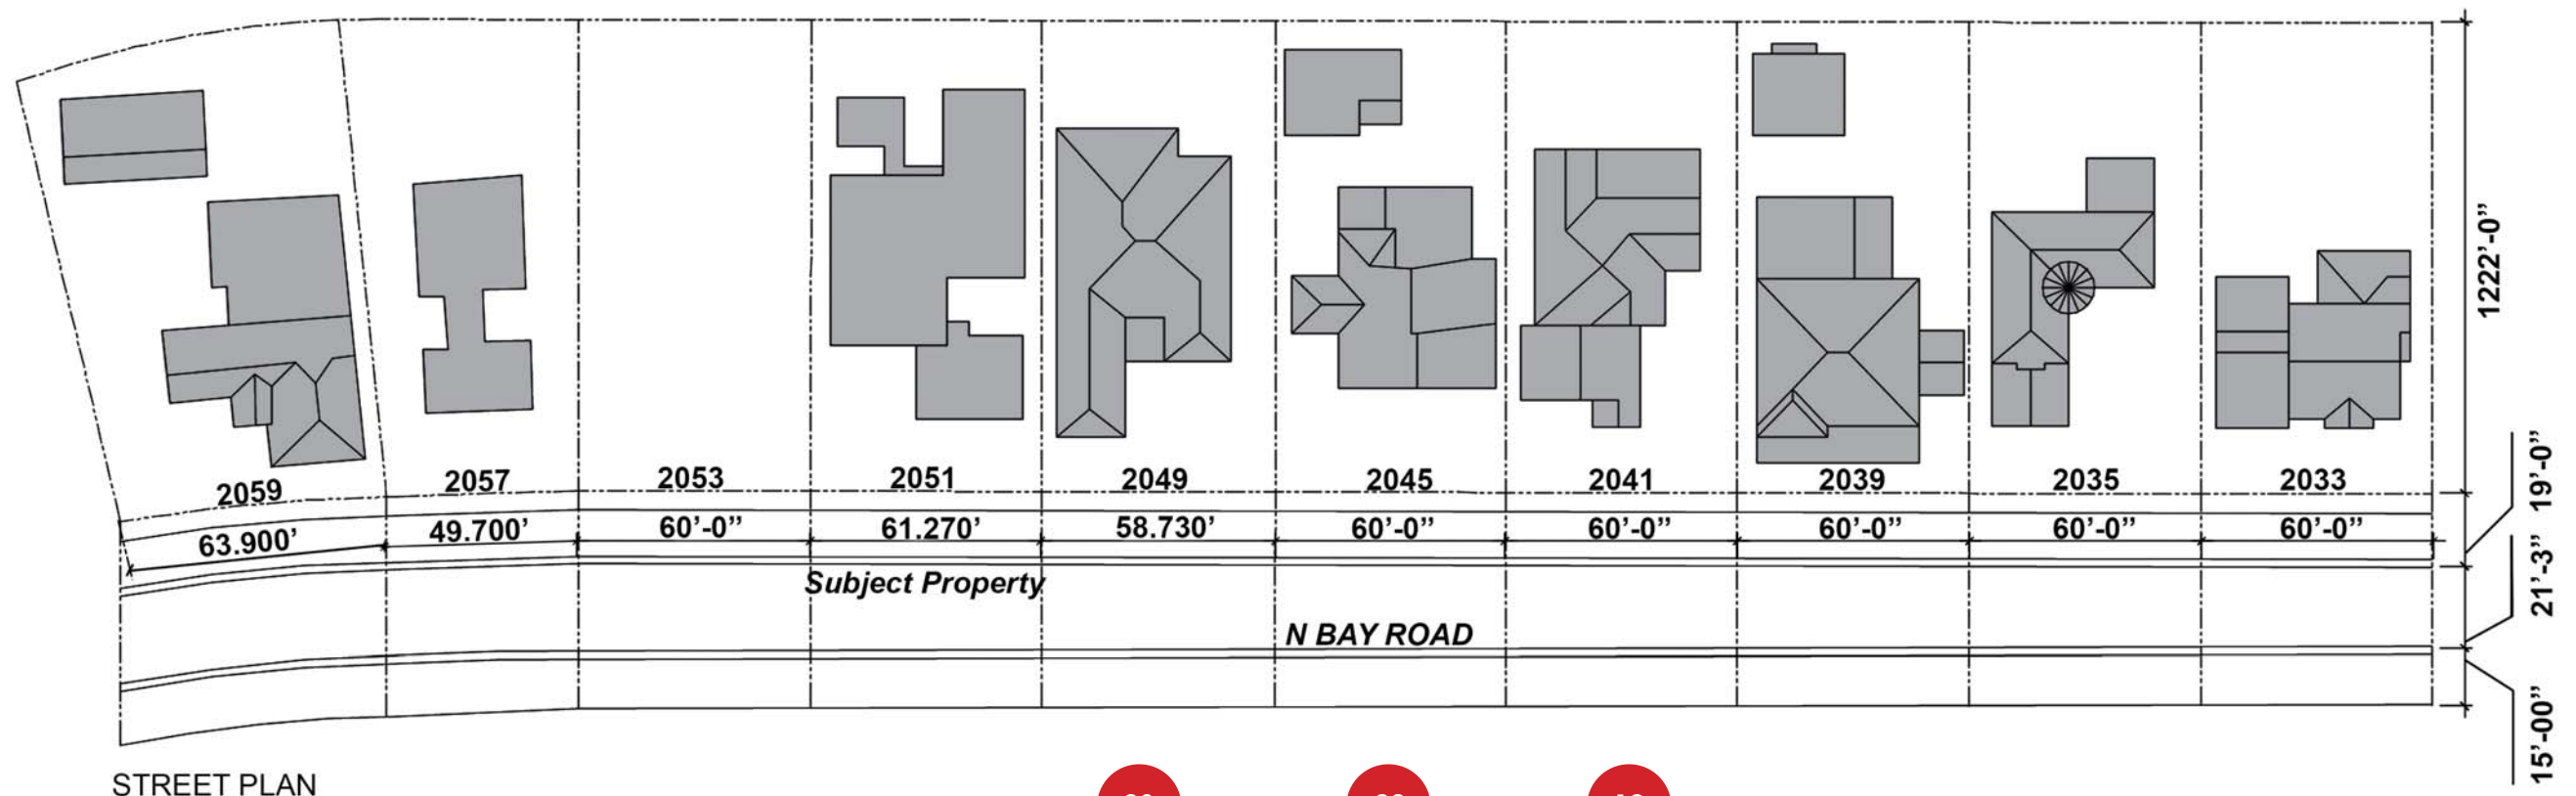 2059 2057 2053 2051 2049 2045 2041 2039 2035 2033
63.900’ 49.700’ 60’-0” 61.270’ 58.730’ 60’-0” 60’-0” 60’-0” 60’-0” 60’-0”
1222’-0”
19’-0”
21’-3”
15’-00”
Subject Property
N BAY ROAD
STREET PLAN